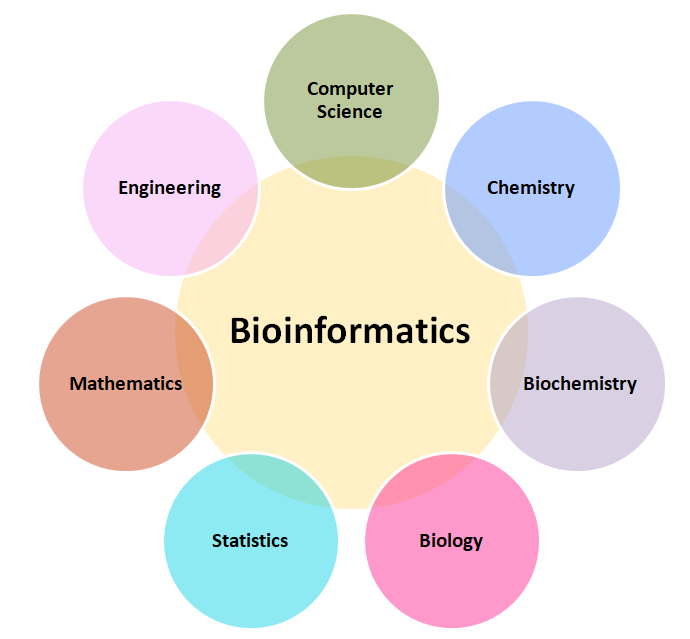 Computer
Science
Engineering
Chemistry
Bioinformatics
Mathematics
Biochemistry
Statistics
Biology